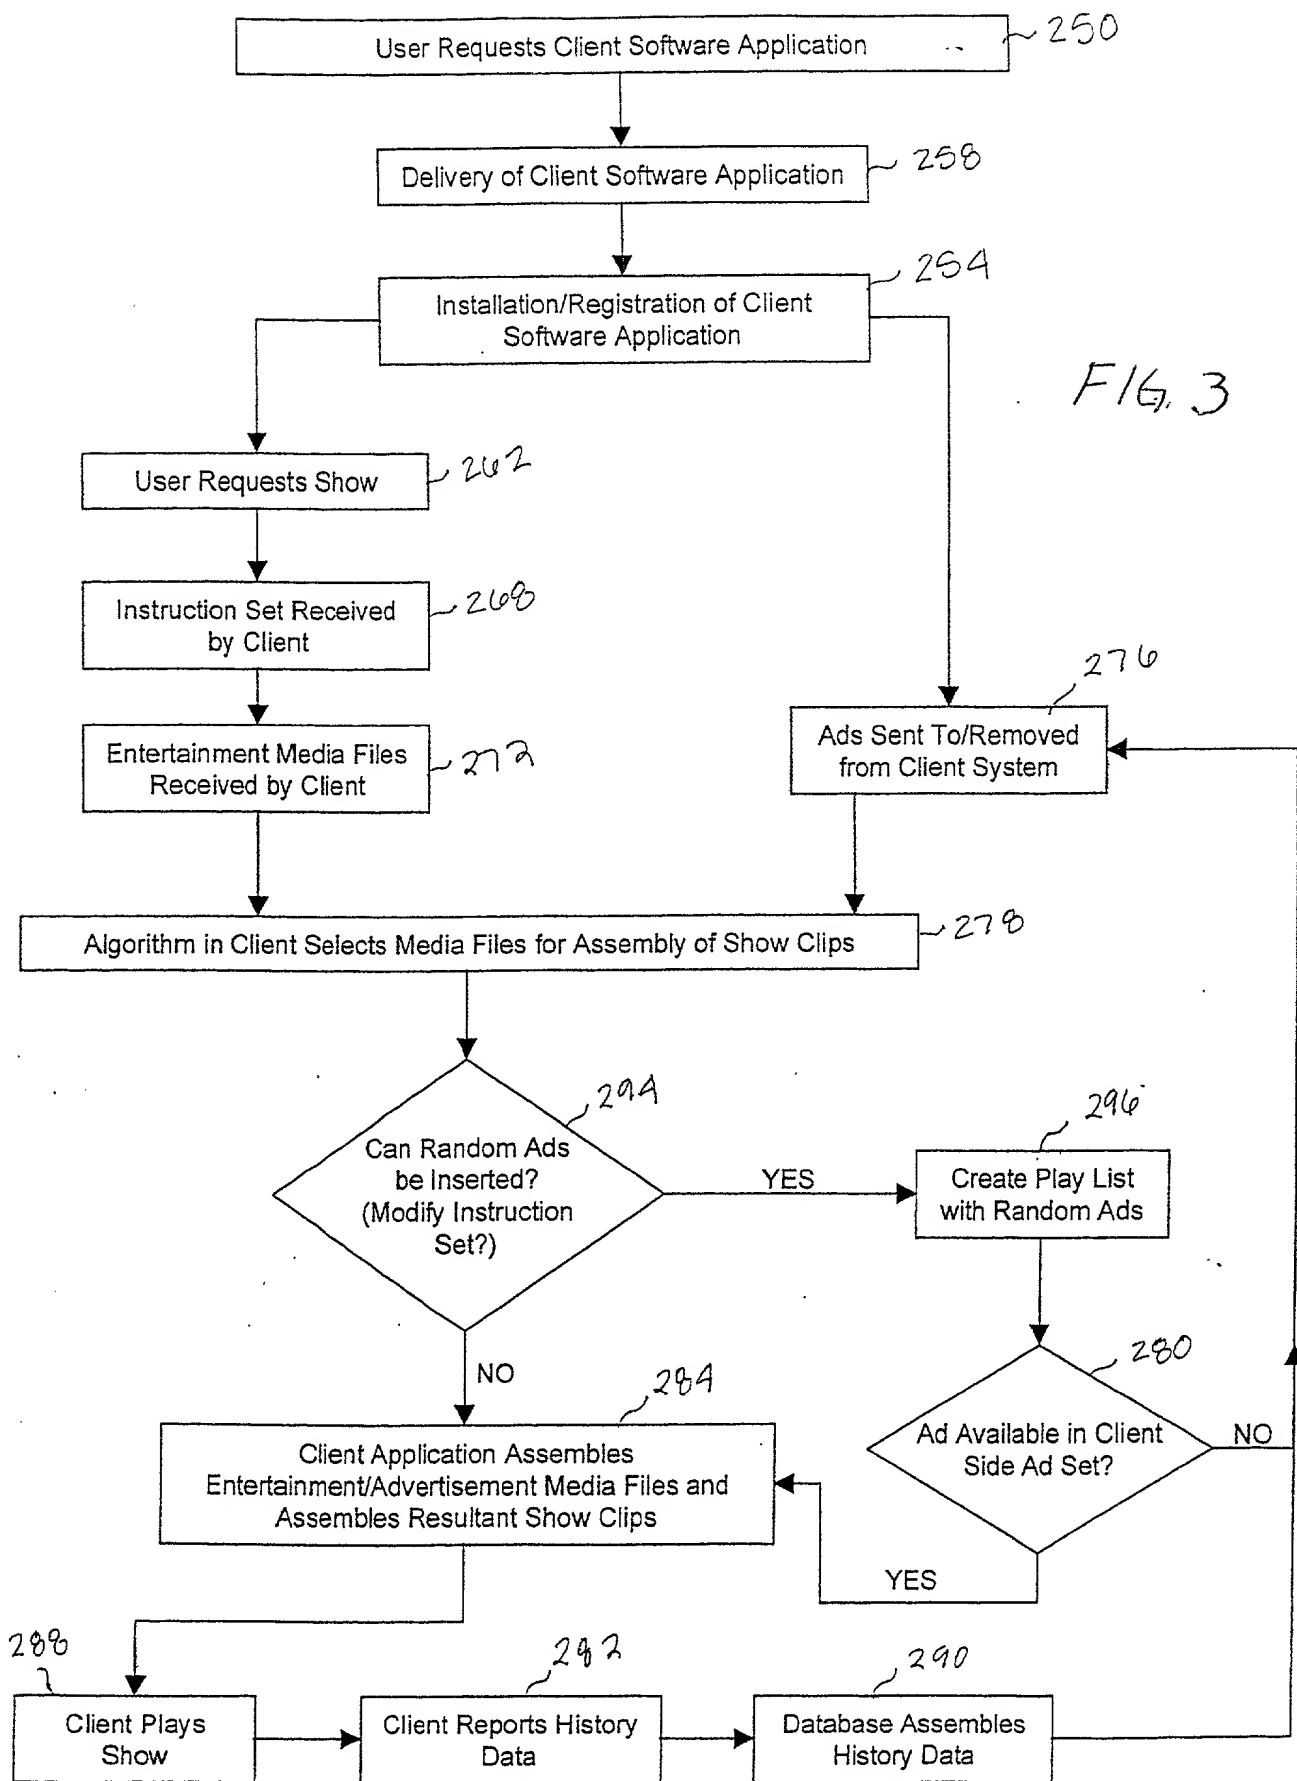 User Requests Client Software Application
250
Delivery of Client Software Application
258
254
Installation/Registration of Client
Software Application
FIG. 3
User Requests Show
262
Instruction Set Received
by Client
268
276
Entertainment Media Files
Received by Client
272
Ads Sent To/Removed
from Client System
Algorithm in Client Selects Media Files for Assembly of Show Clips
278
294
Can Random Ads
be Inserted?
(Modify Instruction
Set?)
YES
296
Create Play List
with Random Ads
NO
280
284
Ad Available in Client
Side Ad Set?
NO
Client Application Assembles
Entertainment/Advertisement Media Files and
Assembles Resultant Show Clips
YES
288
282
290
Client Plays
Show
Client Reports History
Data
Database Assembles
History Data